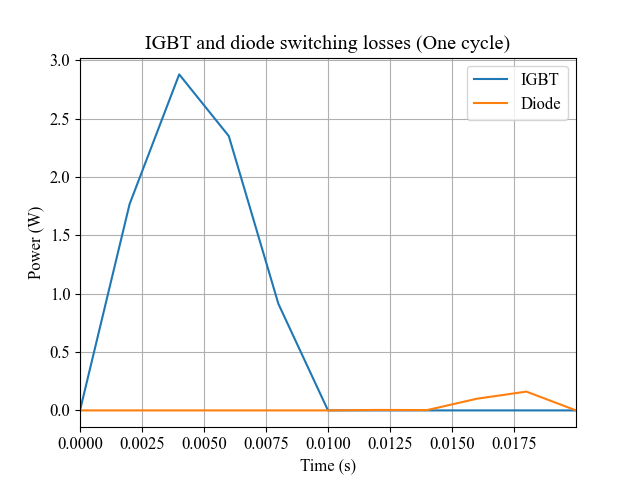 IGBT and diode switching losses (One cycle)
3.0
2.5
2.0
1.5
1.0
0.5
0.0
Power (W)
IGBT
Diode
0.0000 0.0025 0.0050 0.0075 0.0100 0.0125 0.0150 0.0175
Time (s)